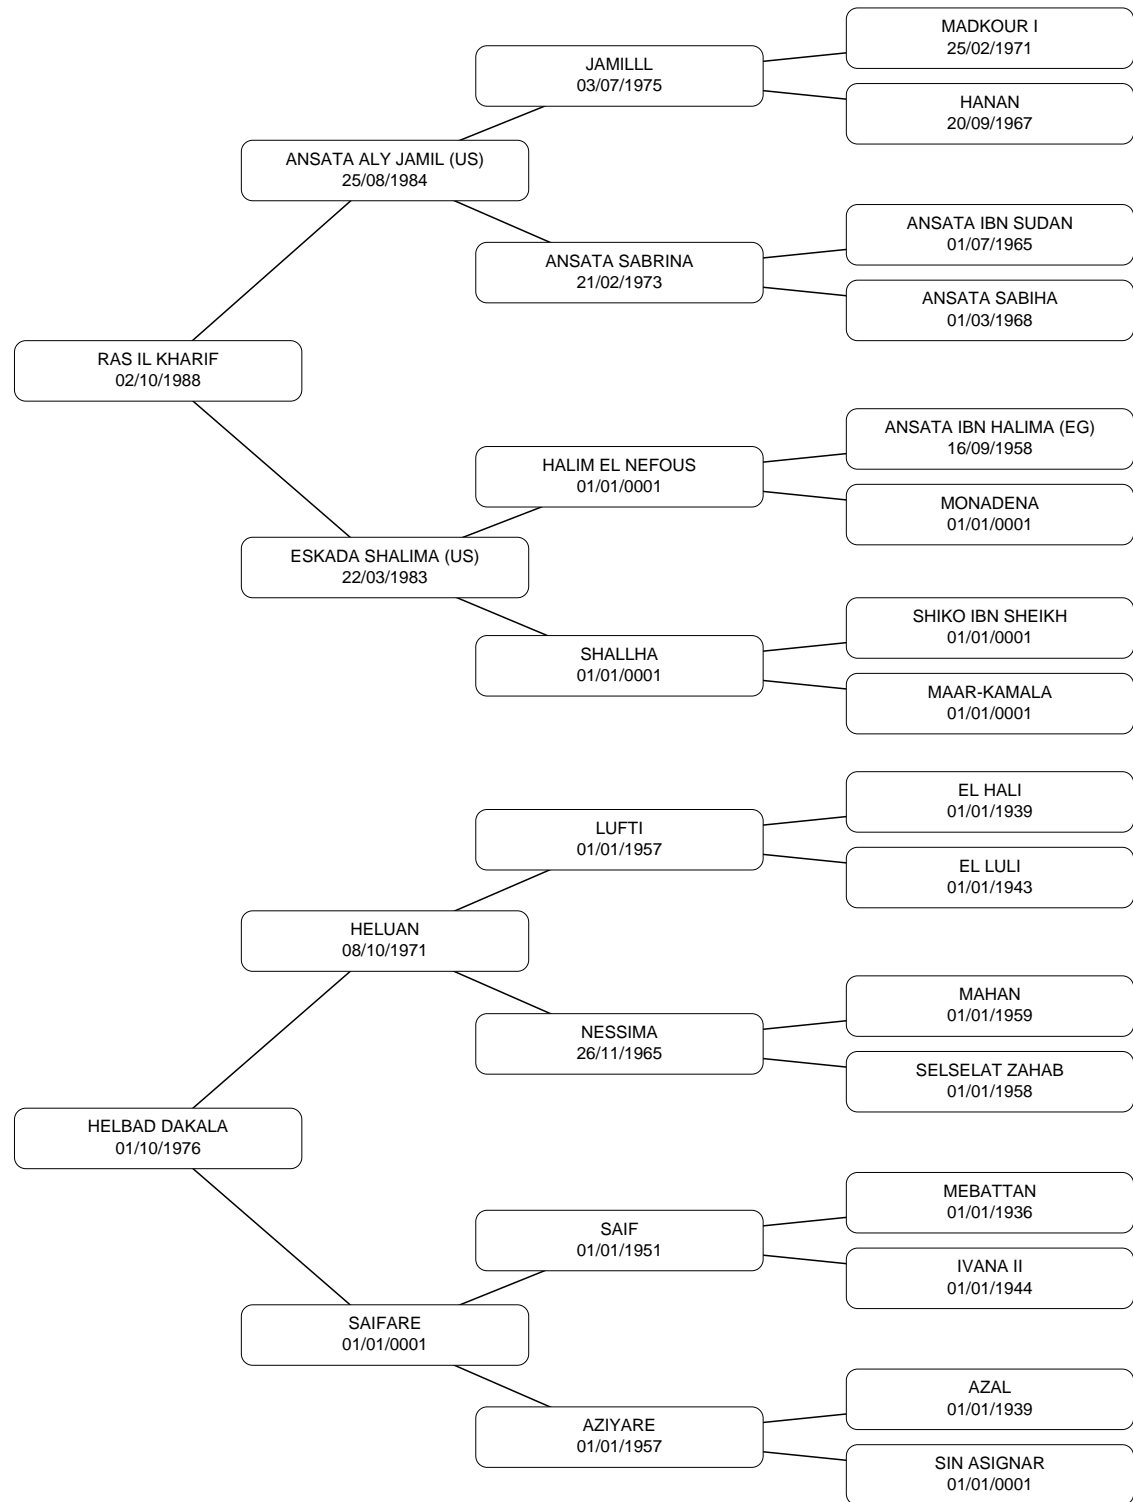 MADKOUR I
25/02/1971
JAMILLL
03/07/1975
HANAN
20/09/1967
ANSATA ALY JAMIL (US)
25/08/1984
ANSATA IBN SUDAN
01/07/1965
ANSATA SABRINA
21/02/1973
ANSATA SABIHA
01/03/1968
RAS IL KHARIF
02/10/1988
ANSATA IBN HALIMA (EG)
16/09/1958
HALIM EL NEFOUS
01/01/0001
MONADENA
01/01/0001
ESKADA SHALIMA (US)
22/03/1983
SHIKO IBN SHEIKH
01/01/0001
SHALLHA
01/01/0001
MAAR-KAMALA
01/01/0001
EL HALI
01/01/1939
LUFTI
01/01/1957
EL LULI
01/01/1943
HELUAN
08/10/1971
MAHAN
01/01/1959
NESSIMA
26/11/1965
SELSELAT ZAHAB
01/01/1958
HELBAD DAKALA
01/10/1976
MEBATTAN
01/01/1936
SAIF
01/01/1951
IVANA II
01/01/1944
SAIFARE
01/01/0001
AZAL
01/01/1939
AZIYARE
01/01/1957
SIN ASIGNAR
01/01/0001